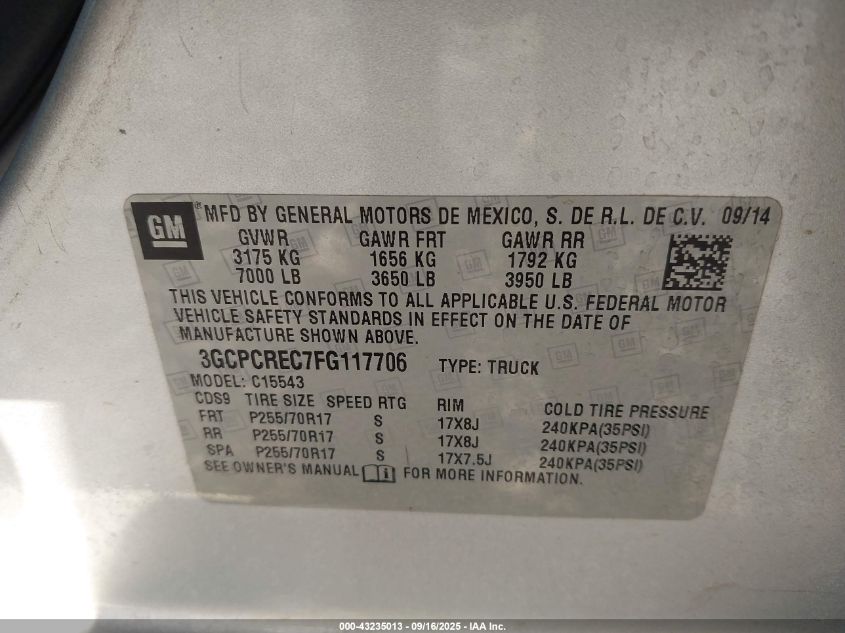 GM
® MFD BY GENERAL MOTORS DE MEXICO, S. DE R.L. DE C.V. 09/14
GVWR GAWR FRT GAWR RR
3175 KG 1656 KG 1792 KG
7000 LB 3650 LB 3950 LB
THIS VEHICLE CONFORMS TO ALL APPLICABLE U.S. FEDERAL MOTOR
VEHICLE SAFETY STANDARDS IN EFFECT ON THE DATE OF
MANUFACTURE SHOWN ABOVE.
3GCPCREC7FG117706 TYPE: TRUCK
MODEL: C15543
CDS9 TIRE SIZE SPEED RTG RIM COLD TIRE PRESSURE
FRT P255/70R17 S 17X8J 240KPA(35PSI)
RR P255/70R17 S 17X8J 240KPA(35PSI)
SPA P255/70R17 S 17X7.5J 240KPA(35PSI)
SEE OWNER'S MANUAL FOR MORE INFORMATION.
000-43235013 - 09/16/2025 - IAA Inc.